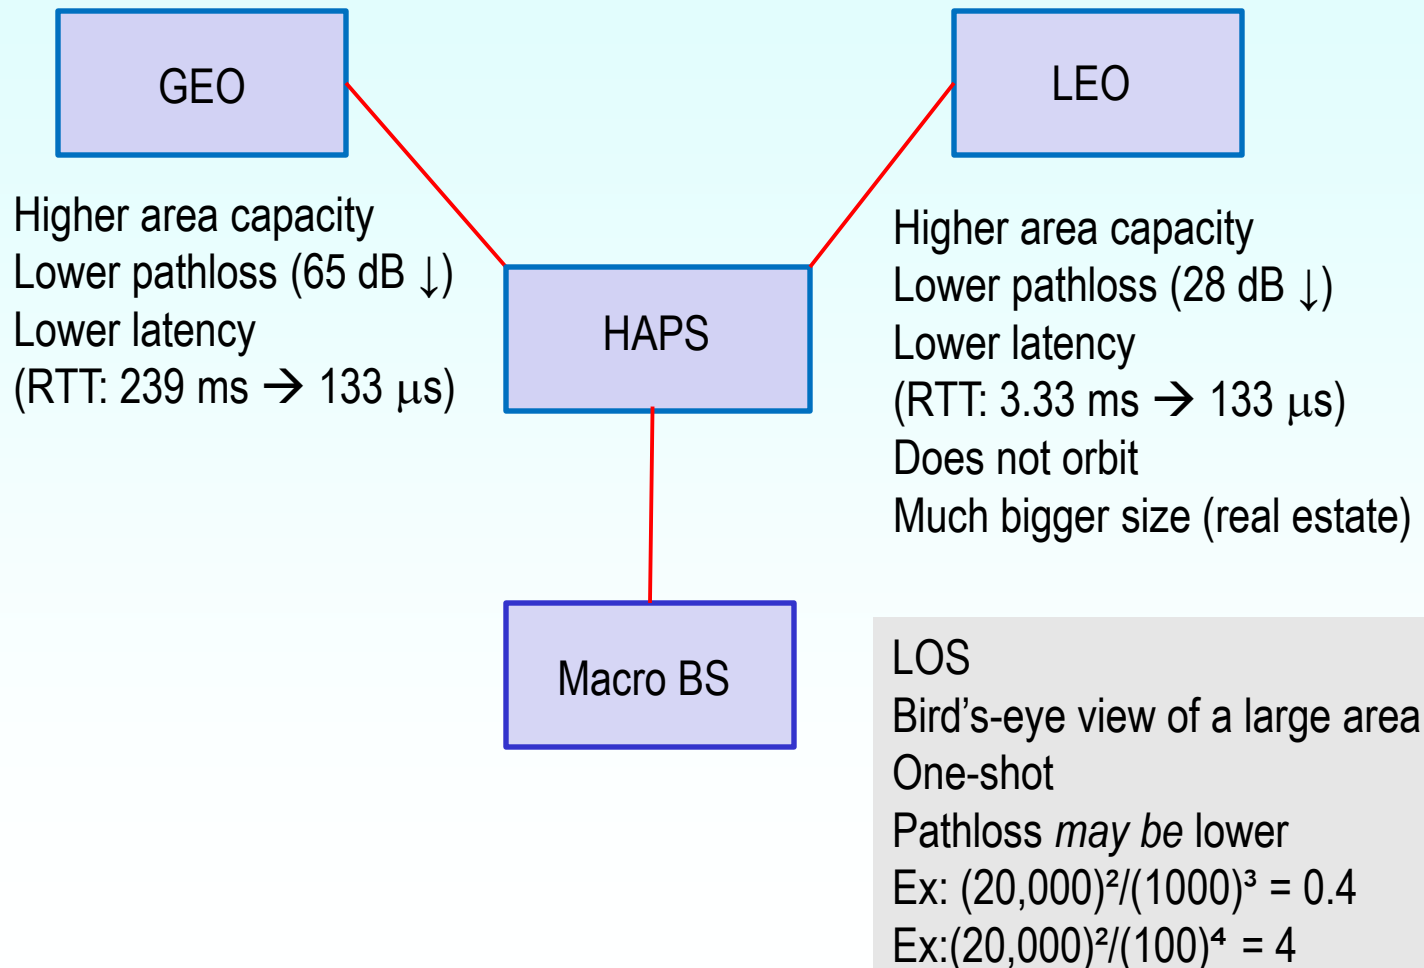 GEO
LEO
Higher area capacity
Lower pathloss (65 dB ↓)
Lower latency
(RTT: 239 ms → 133 μs)
HAPS
Higher area capacity
Lower pathloss (28 dB ↓)
Lower latency
(RTT: 3.33 ms → 133 μs)
Does not orbit
Much bigger size (real estate)
Macro BS
LOS
Bird’s-eye view of a large area
One-shot
Pathloss may be lower
Ex: (20,000)²/(1000)³ = 0.4
Ex:(20,000)²/(100)⁴ = 4